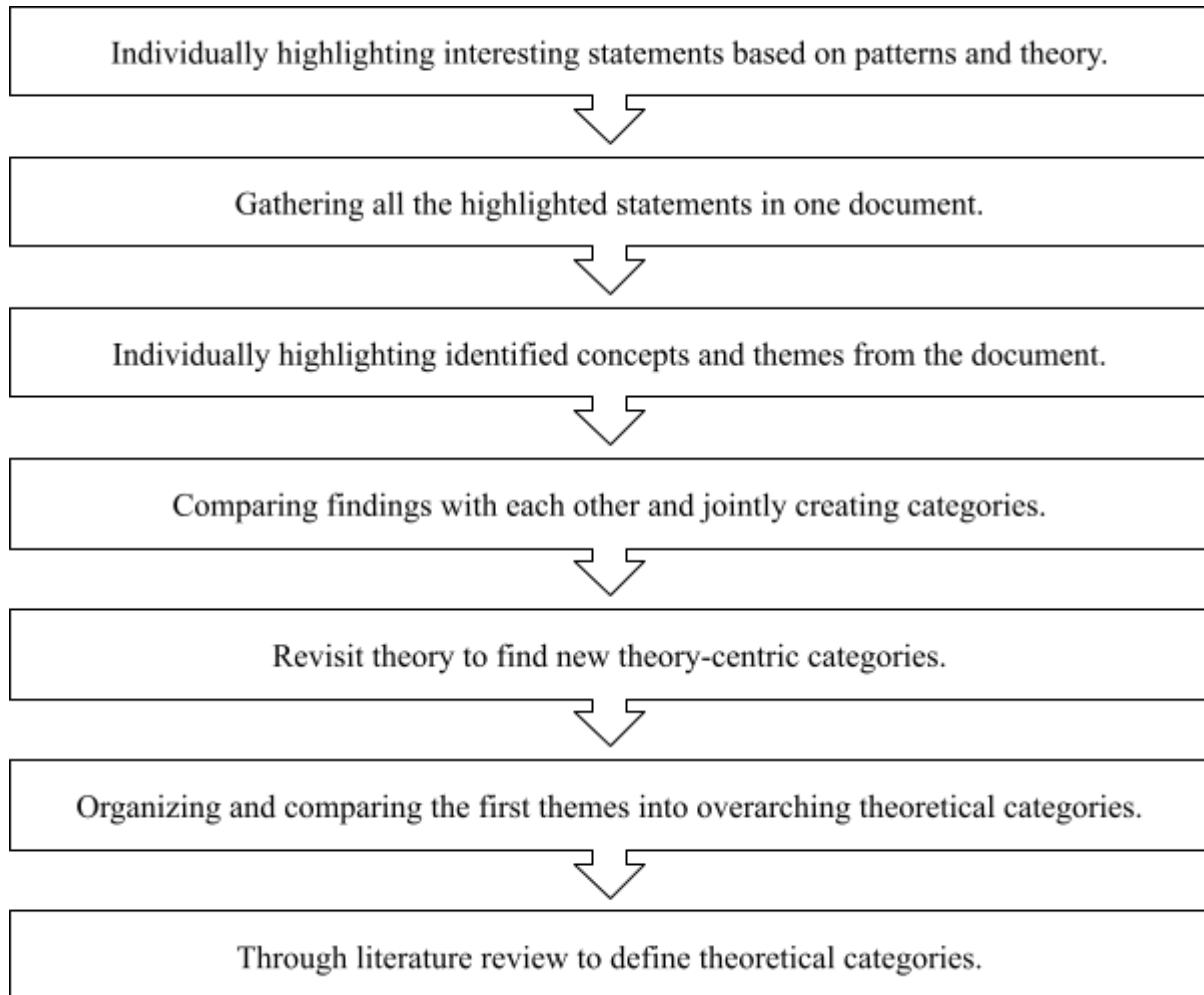 Individually highlighting interesting statements based on patterns and theory.
Gathering all the highlighted statements in one document.
Individually highlighting identified concepts and themes from the document.
Comparing findings with each other and jointly creating categories.
Revisit theory to find new theory-centric categories.
Organizing and comparing the first themes into overarching theoretical categories.
Through literature review to define theoretical categories.